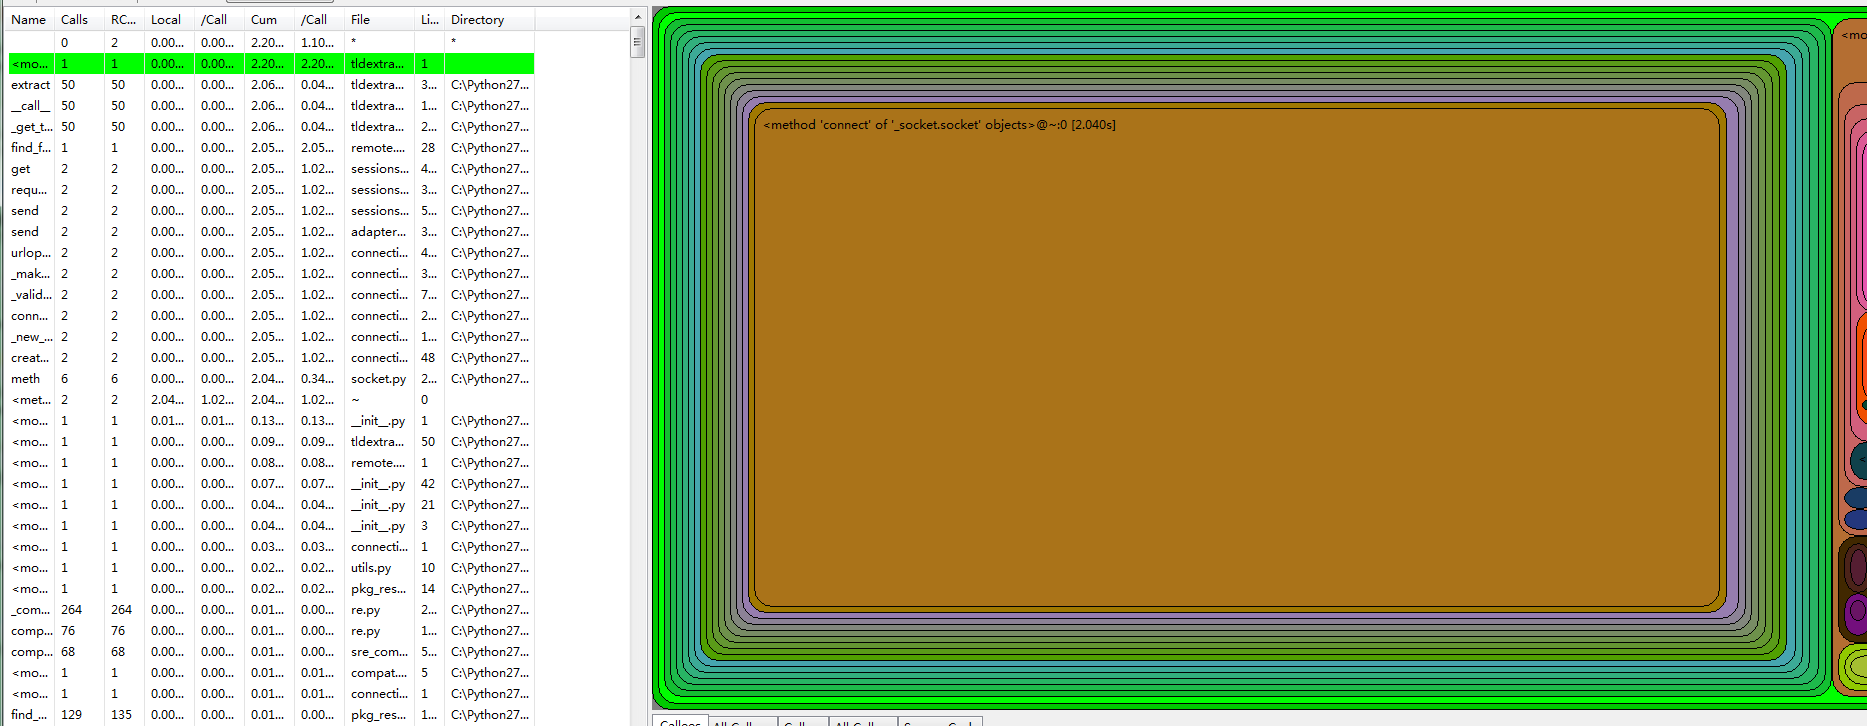 Name Calls RC... Local /Call Cum /Call File Li... Directory
0 2 0.00... 0.00... 2.20... 1.10... * *
<mo... 1 1 0.00... 0.00... 2.20... 2.20... tldextra... 1
extract 50 50 0.00... 0.00... 2.06... 0.04... tldextra... 3... C:\Python27...
__call__ 50 50 0.00... 0.00... 2.06... 0.04... tldextra... 1... C:\Python27...
_get_t... 50 50 0.00... 0.00... 2.06... 0.04... tldextra... 2... C:\Python27...
find_f... 1 1 0.00... 0.00... 2.05... 2.05... remote.... 28 C:\Python27...
get 2 2 0.00... 0.00... 2.05... 1.02... sessions... 4... C:\Python27...
requ... 2 2 0.00... 0.00... 2.05... 1.02... sessions... 3... C:\Python27...
send 2 2 0.00... 0.00... 2.05... 1.02... sessions... 5... C:\Python27...
send 2 2 0.00... 0.00... 2.05... 1.02... adapter... 3... C:\Python27...
urlop... 2 2 0.00... 0.00... 2.05... 1.02... connecti... 4... C:\Python27...
_mak... 2 2 0.00... 0.00... 2.05... 1.02... connecti... 3... C:\Python27...
_valid... 2 2 0.00... 0.00... 2.05... 1.02... connecti... 7... C:\Python27...
conn... 2 2 0.00... 0.00... 2.05... 1.02... connecti... 2... C:\Python27...
_new_... 2 2 0.00... 0.00... 2.05... 1.02... connecti... 1... C:\Python27...
creat... 2 2 0.00... 0.00... 2.05... 1.02... connecti... 48 C:\Python27...
meth 6 6 0.00... 0.00... 2.04... 0.34... socket.py 2... C:\Python27...
<met... 2 2 2.04... 1.02... 2.04... 1.02... ~ 0
<mo... 1 1 0.01... 0.01... 0.13... 0.13... __init__.py 1 C:\Python27...
<mo... 1 1 0.00... 0.00... 0.09... 0.09... tldextra... 50 C:\Python27...
<mo... 1 1 0.00... 0.00... 0.08... 0.08... remote.... 1 C:\Python27...
<mo... 1 1 0.00... 0.00... 0.07... 0.07... __init__.py 42 C:\Python27...
<mo... 1 1 0.00... 0.00... 0.04... 0.04... __init__.py 21 C:\Python27...
<mo... 1 1 0.00... 0.00... 0.04... 0.04... __init__.py 3 C:\Python27...
<mo... 1 1 0.00... 0.00... 0.03... 0.03... connecti... 1 C:\Python27...
<mo... 1 1 0.00... 0.00... 0.02... 0.02... utils.py 10 C:\Python27...
<mo... 1 1 0.00... 0.00... 0.02... 0.02... pkg_res... 14 C:\Python27...
_com... 264 264 0.00... 0.00... 0.01... 0.00... re.py 2... C:\Python27...
comp... 76 76 0.00... 0.00... 0.01... 0.00... re.py 1... C:\Python27...
comp... 68 68 0.00... 0.00... 0.01... 0.00... sre_com... 5... C:\Python27...
<mo... 1 1 0.00... 0.00... 0.01... 0.01... compat.... 5 C:\Python27...
<mo... 1 1 0.00... 0.00... 0.01... 0.01... connecti... 1 C:\Python27...
find_... 129 135 0.00... 0.00... 0.01... 0.00... pkg_res... 1... C:\Python27...
<method 'connect' of '_socket.socket' objects>@~:0 [2.040s]
<mo